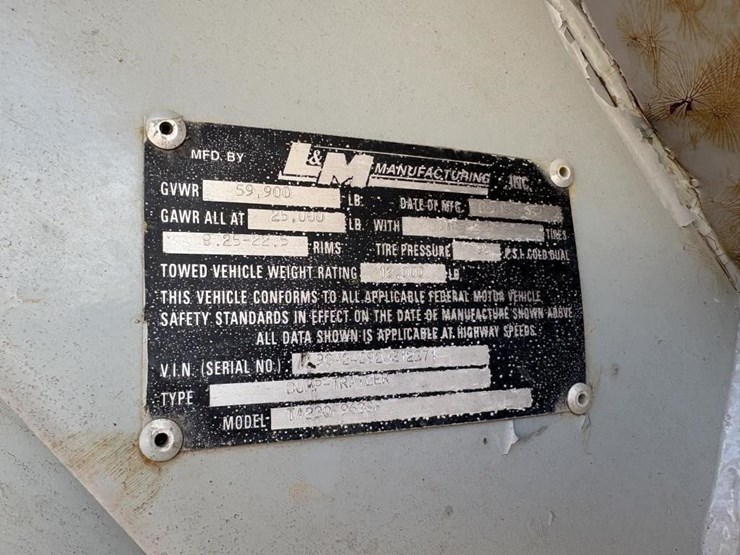 MFD. BY L&M MANUFACTURING INC.
GVWR 59,900 LB. DATE OF MFG.
GAWR ALL AT 25,000 LB. WITH TIRES
8.25-22.5 RIMS TIRE PRESSURE P.S.I. COLD DUAL
TOWED VEHICLE WEIGHT RATING LB.
THIS VEHICLE CONFORMS TO ALL APPLICABLE FEDERAL MOTOR VEHICLE
SAFETY STANDARDS IN EFFECT ON THE DATE OF MANUFACTURE SHOWN ABOVE
ALL DATA SHOWN IS APPLICABLE AT HIGHWAY SPEEDS.
V.I.N. (SERIAL NO.)
TYPE DUMP-TRAILER
MODEL